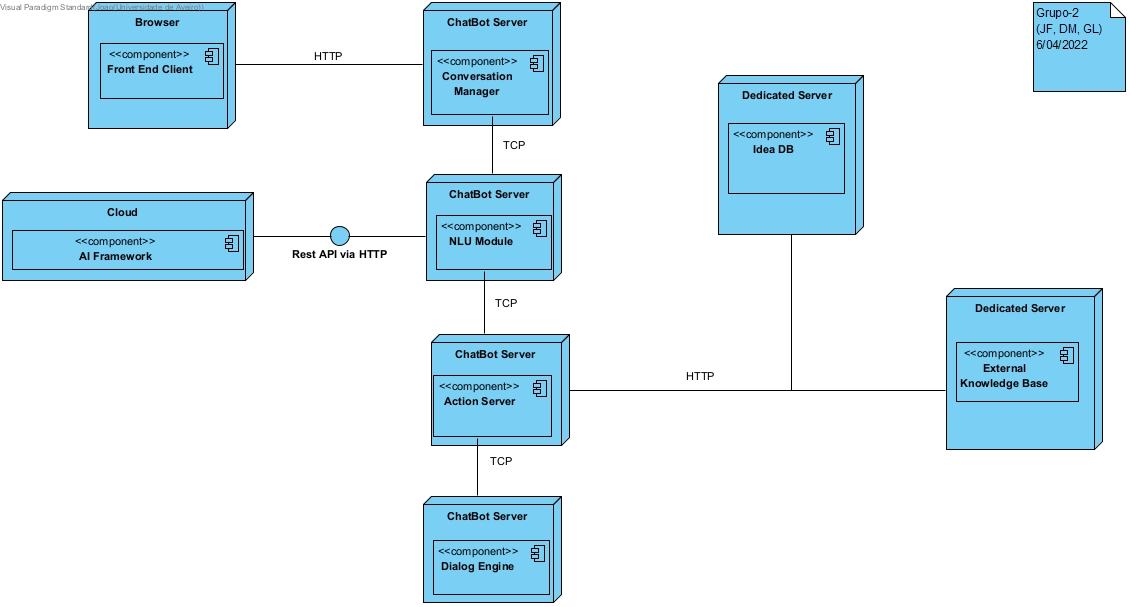 Visual Paradigm Standard
(Universidade de Aveiro)
Browser
<<component>>
Front End Client
HTTP
ChatBot Server
<<component>>
Conversation
Manager
TCP
Grupo-2
(JF, DM, GL)
6/04/2022
Dedicated Server
<<component>>
Idea DB
Cloud
<<component>>
AI Framework
Rest API via HTTP
ChatBot Server
<<component>>
NLU Module
TCP
Dedicated Server
<<component>>
External
Knowledge Base
ChatBot Server
<<component>>
Action Server
HTTP
TCP
ChatBot Server
<<component>>
Dialog Engine